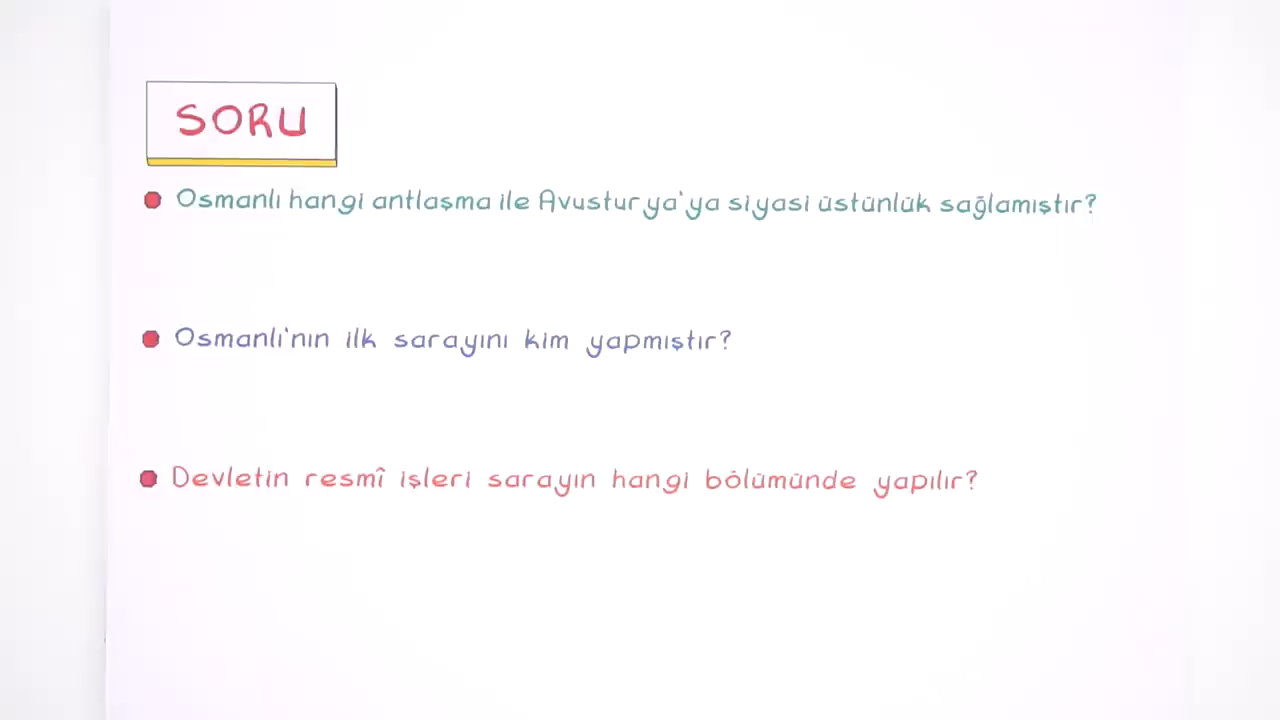 SORU
Osmanlı hangi antlaşma ile Avusturya'ya siyasi üstünlük sağlamıştır?
Osmanlı'nın ilk sarayını kim yapmıştır?
Devletin resmî işleri sarayın hangi bölümünde yapılır?